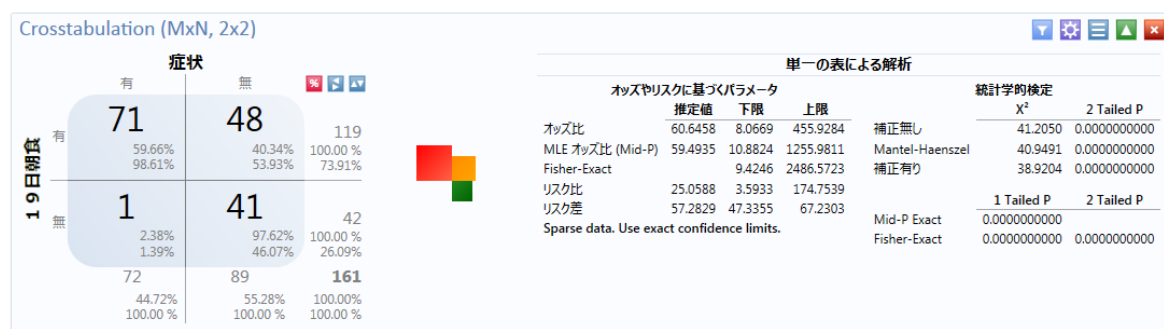 Crosstabulation (MxN, 2x2)
症状
有 無 %
19日朝食
有 71 48 119
59.66% 40.34% 100.00 %
98.61% 53.93% 73.91%
無 1 41 42
2.38% 97.62% 100.00 %
1.39% 46.07% 26.09%
72 89 161
44.72% 55.28% 100.00%
100.00 % 100.00 % 100.00 %
単一の表による解析
オッズやリスクに基づくパラメータ
推定値 下限 上限
オッズ比 60.6458 8.0669 455.9284
MLE オッズ比 (Mid-P) 59.4935 10.8824 1255.9811
Fisher-Exact 9.4246 2486.5723
リスク比 25.0588 3.5933 174.7539
リスク差 57.2829 47.3355 67.2303
Sparse data. Use exact confidence limits.
統計学的検定
X² 2 Tailed P
補正無し 41.2050 0.0000000000
Mantel-Haenszel 40.9491 0.0000000000
補正有り 38.9204 0.0000000000
1 Tailed P 2 Tailed P
Mid-P Exact 0.0000000000
Fisher-Exact 0.0000000000 0.0000000000